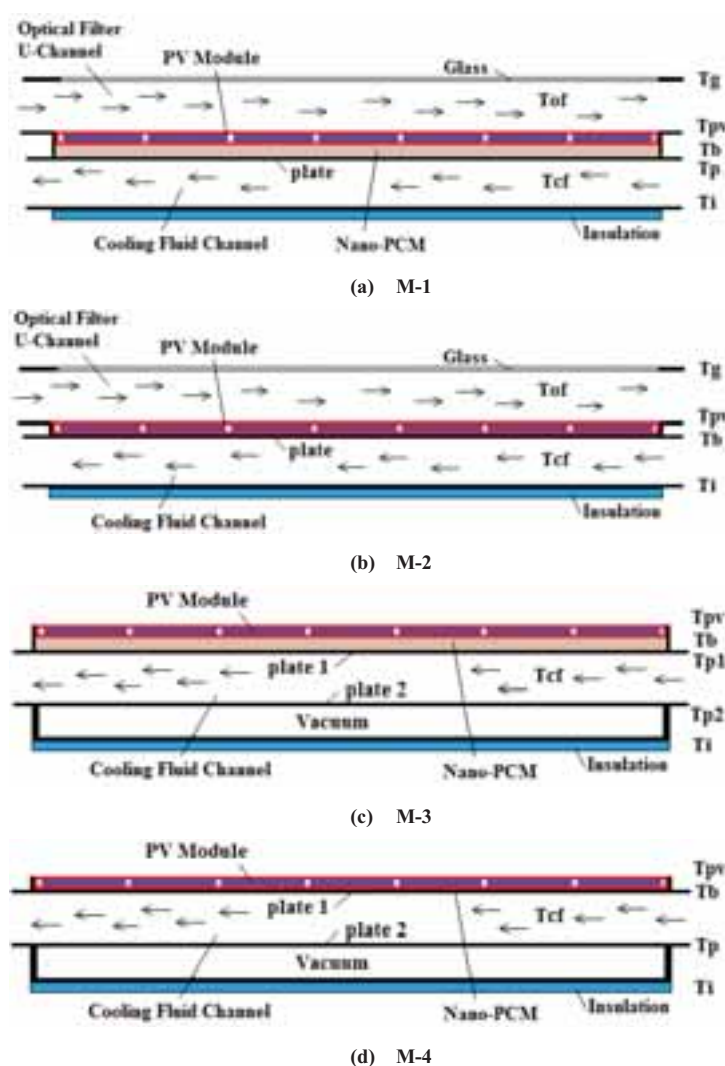 Optical Filter
U-Channel
PV Module
Glass
Tg
Tof
Tpv
Tb
plate
Tp
Tcf
Ti
Cooling Fluid Channel
Nano-PCM
Insulation
(a) M-1
Optical Filter
U-Channel
PV Module
Glass
Tg
Tof
Tpv
Tb
plate
Tcf
Ti
Cooling Fluid Channel
Insulation
(b) M-2
PV Module
Tpv
Tb
plate 1
Tp1
Tcf
plate 2
Tp2
Vacuum
Ti
Cooling Fluid Channel
Nano-PCM
Insulation
(c) M-3
PV Module
Tpv
Tb
plate 1
Tcf
plate 2
Tp
Vacuum
Ti
Cooling Fluid Channel
Nano-PCM
Insulation
(d) M-4